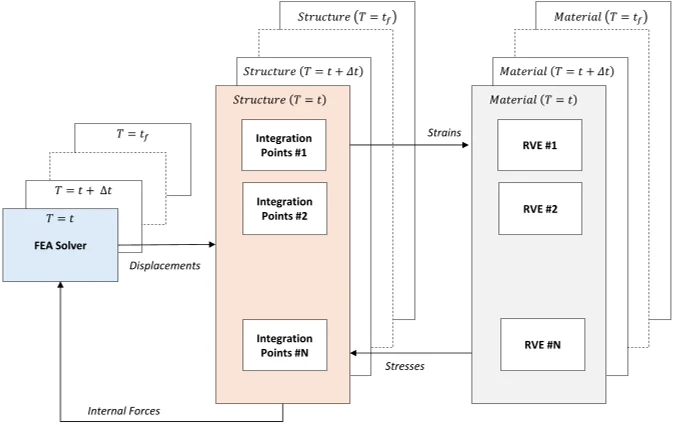 Structure (T = t_f)
Material (T = t_f)
Structure (T = t + Δt)
Material (T = t + Δt)
Structure (T = t)
Material (T = t)
Integration
Points #1
Strains
RVE #1
T = t_f
T = t + Δt
Integration
Points #2
RVE #2
T = t
FEA Solver
Displacements
Integration
Points #N
RVE #N
Stresses
Internal Forces